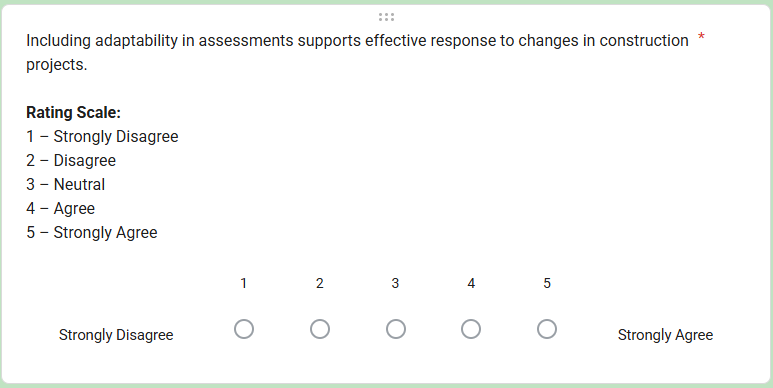 Including adaptability in assessments supports effective response to changes in construction *
projects.
Rating Scale:
1 – Strongly Disagree
2 – Disagree
3 – Neutral
4 – Agree
5 – Strongly Agree
1 2 3 4 5
Strongly Disagree Strongly Agree